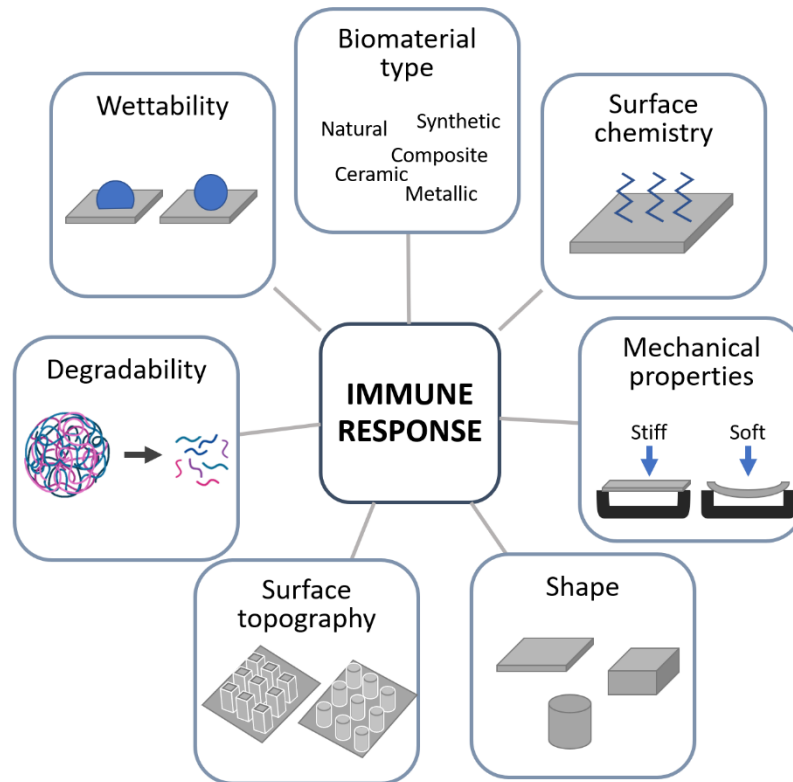 Biomaterial
type
Natural
Synthetic
Composite
Ceramic
Metallic
Wettability
Surface
chemistry
Degradability
IMMUNE
RESPONSE
Mechanical
properties
Stiff
Soft
Surface
topography
Shape